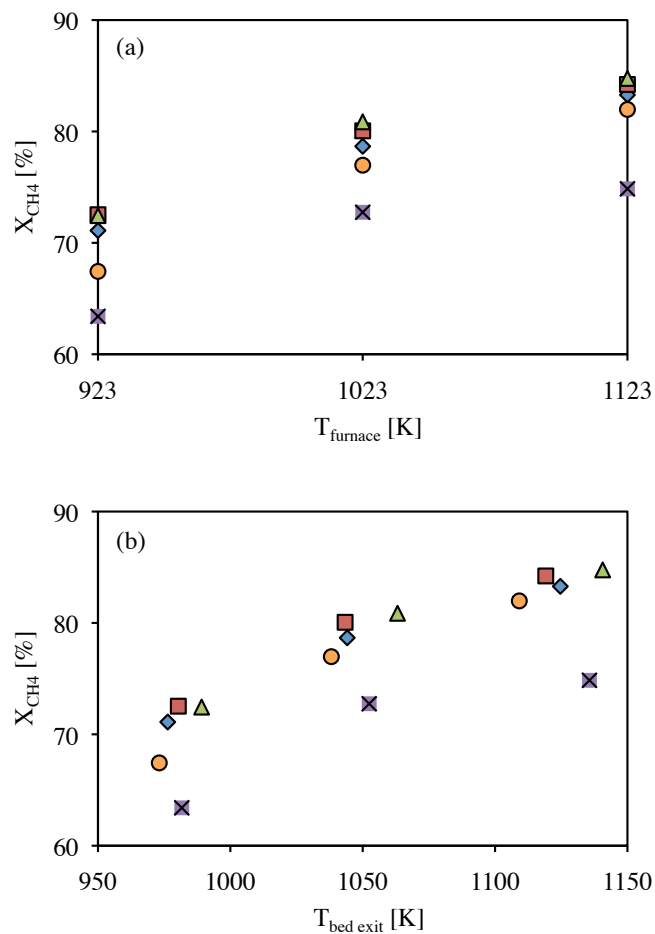 90
(a)
80
70
60
X_CH4 [%]
923 1023 1123
T_furnace [K]
90
(b)
80
70
60
X_CH4 [%]
950 1000 1050 1100 1150
T_bed exit [K]